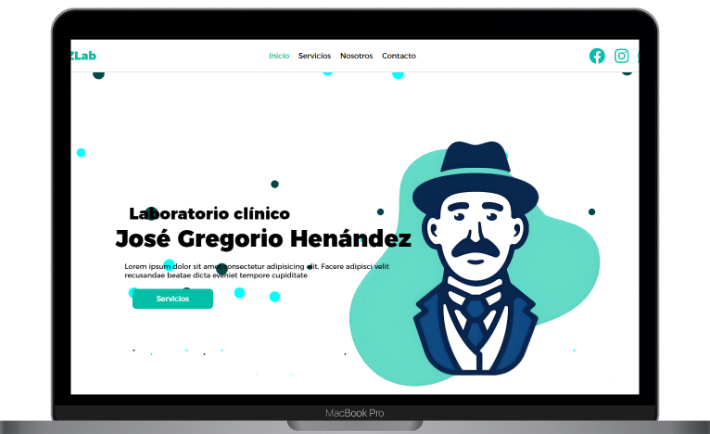 ZLab
Inicio Servicios Nosotros Contacto
Laboratorio clínico
José Gregorio Henández
Lorem ipsum dolor sit amet consectetur adipisicing elit. Facere adipisci velit
recusandae beatae dicta eveniet tempore cupiditate
Servicios
MacBook Pro